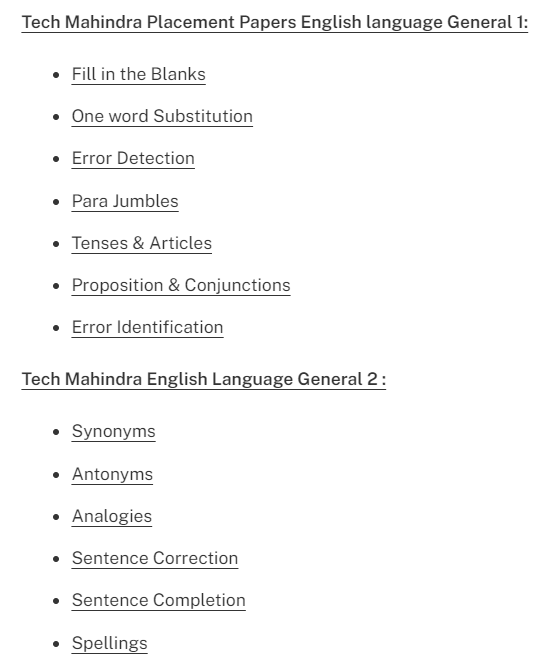 Tech Mahindra Placement Papers English language General 1:
Fill in the Blanks
One word Substitution
Error Detection
Para Jumbles
Tenses & Articles
Proposition & Conjunctions
Error Identification
Tech Mahindra English Language General 2 :
Synonyms
Antonyms
Analogies
Sentence Correction
Sentence Completion
Spellings